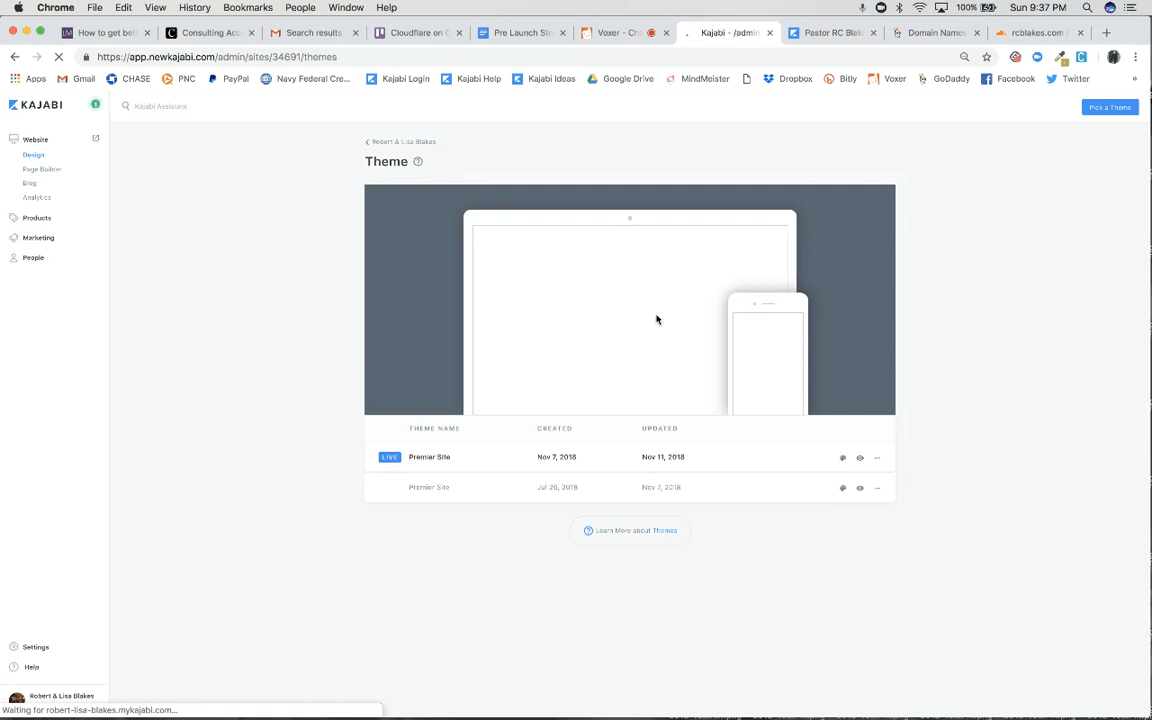 Chrome File Edit View History Bookmarks People Window Help 100% Sun 9:37 PM
How to get bet Consulting Acc Search results Cloudflare on C Pre Launch Str Voxer - Ch Kajabi - /admin Pastor RC Blak Domain Names rcblakes.com |
https://app.newkajabi.com/admin/sites/34691/themes
Apps Gmail CHASE PNC PayPal Navy Federal Cre... Kajabi Login Kajabi Help Kajabi Ideas Google Drive MindMeister Dropbox Bitly Voxer GoDaddy Facebook Twitter »
KAJABI 1 Kajabi Assistant Pick a Theme
Website
Design
Page Builder
Blog
Analytics
Products
Marketing
People
Robert & Lisa Blakes
Theme
THEME NAME CREATED UPDATED
LIVE Premier Site Nov 7, 2018 Nov 11, 2018
Premier Site Jul 26, 2018 Nov 7, 2018
Learn More about Themes
Settings
Help
Robert & Lisa Blakes
Waiting for robert-lisa-blakes.mykajabi.com...